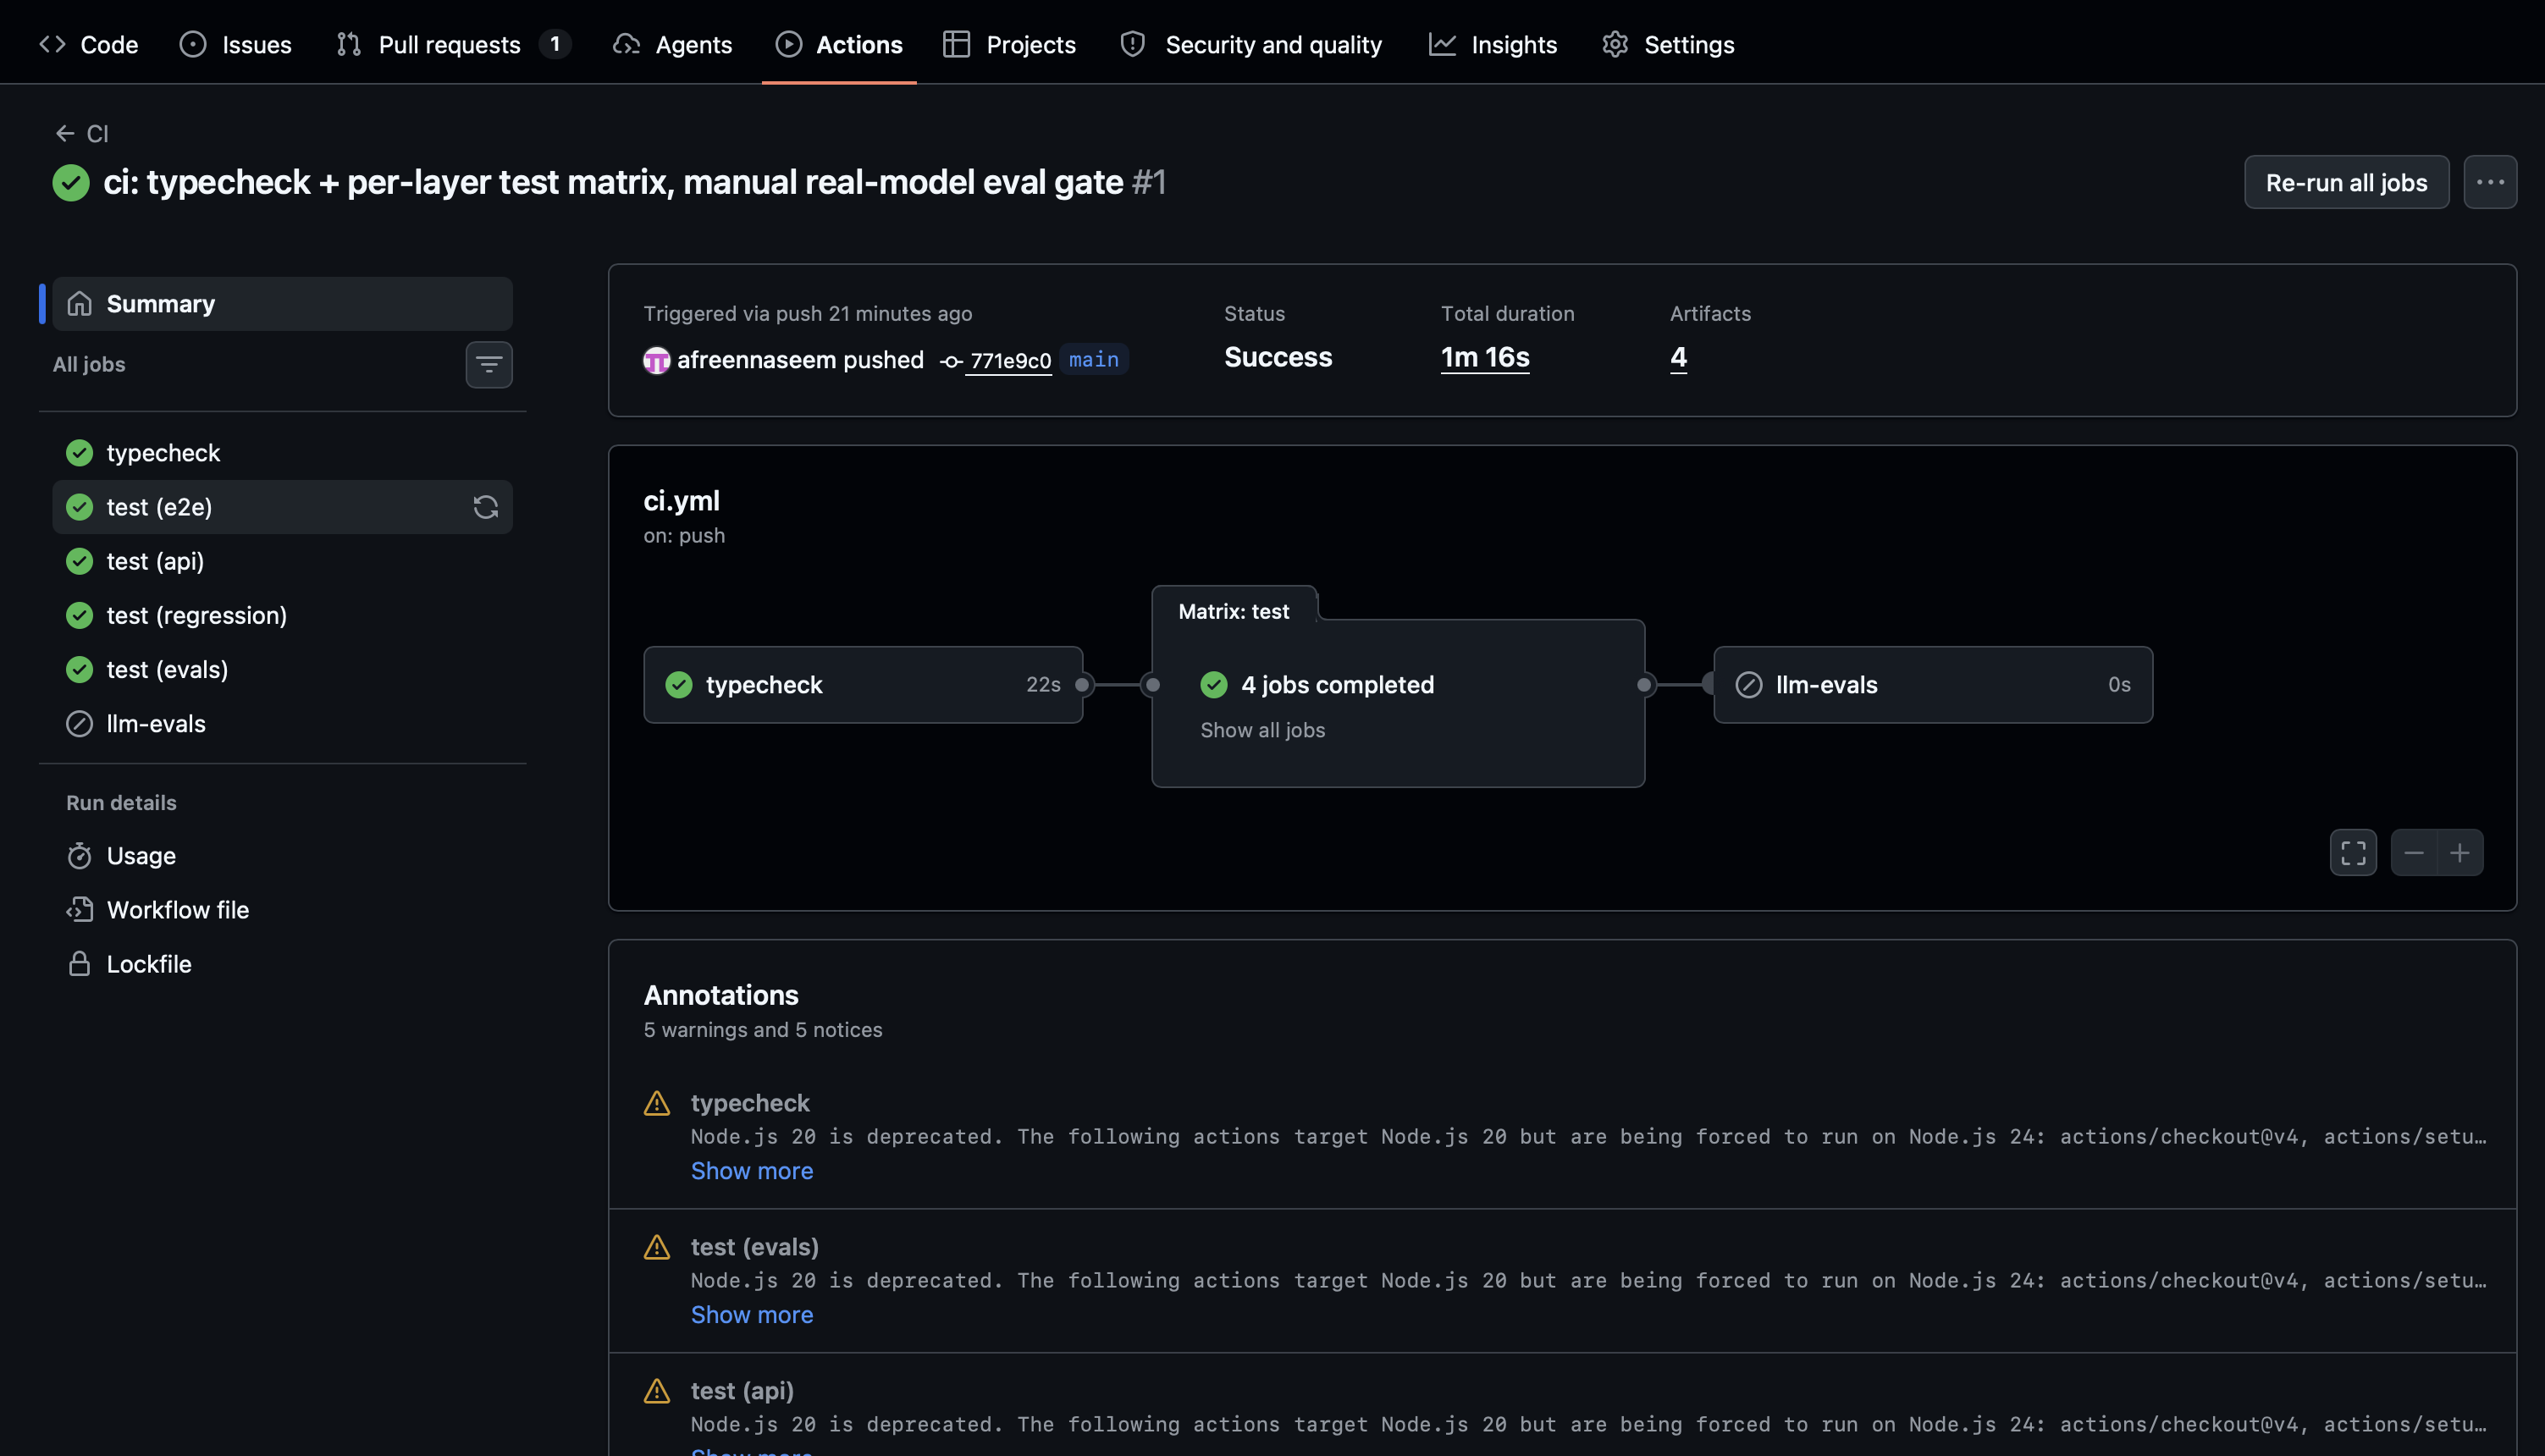 Code Issues Pull requests 1 Agents Actions Projects Security and quality Insights Settings
CI
ci: typecheck + per-layer test matrix, manual real-model eval gate #1
Re-run all jobs
Summary
All jobs
typecheck
test (e2e)
test (api)
test (regression)
test (evals)
llm-evals
Run details
Usage
Workflow file
Lockfile
Triggered via push 21 minutes ago
afreennaseem pushed 771e9c0 main
Status
Success
Total duration
1m 16s
Artifacts
4
ci.yml
on: push
typecheck 22s
Matrix: test
4 jobs completed
Show all jobs
llm-evals 0s
Annotations
5 warnings and 5 notices
typecheck
Node.js 20 is deprecated. The following actions target Node.js 20 but are being forced to run on Node.js 24: actions/checkout@v4, actions/setu…
Show more
test (evals)
Node.js 20 is deprecated. The following actions target Node.js 20 but are being forced to run on Node.js 24: actions/checkout@v4, actions/setu…
Show more
test (api)
Node.js 20 is deprecated. The following actions target Node.js 20 but are being forced to run on Node.js 24: actions/checkout@v4, actions/setu…
Show more